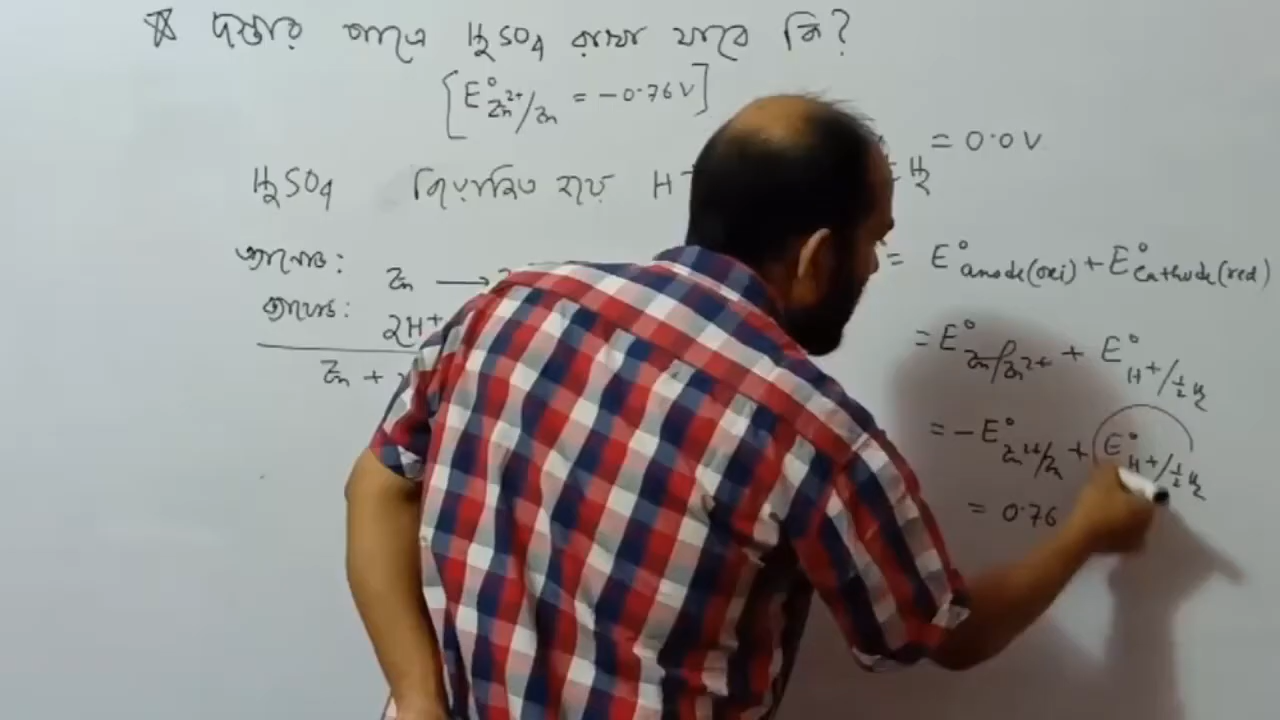 ☆ দস্তার পাত্রে H₂SO₄ রাখা যাবে কি?
[E°Zn²⁺/Zn = -0.76V]
= 0.0V
H₂SO₄ বিয়োজিত হয়ে H⁺
H₂
অ্যানোড: Zn →
= E°anode(oxi) + E°Cathode(red)
ক্যাথোড: 2H⁺
= E°Zn/Zn²⁺ + E°H⁺/½H₂
Zn +
= -E°Zn²⁺/Zn + E°H⁺/½H₂
= 0.76